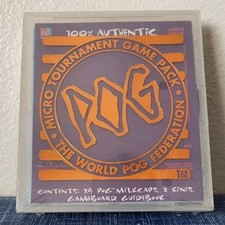 100% AUTHENTIC
MICRO TOURNAMENT GAME PACK
POG
THE WORLD POG FEDERATION
TM
CONTENTS: 24 POG MILKCAPS, 2 KINIS,
GAMEBOARD GUIDEBOOK